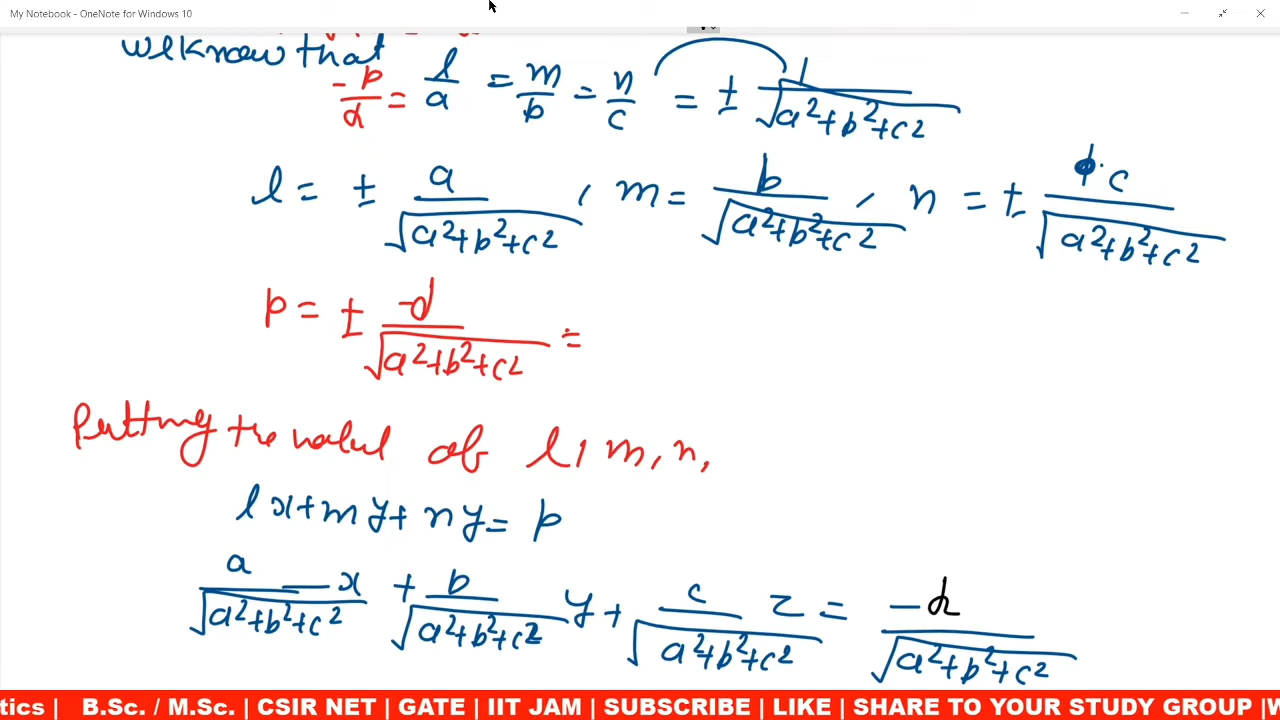 My Notebook - OneNote for Windows 10
we know that
-p/d = l/a = m/b = n/c = ± 1/√(a²+b²+c²)
l = ± a/√(a²+b²+c²) , m = b/√(a²+b²+c²) , n = ± c/√(a²+b²+c²)
p = ± -d/√(a²+b²+c²) =
Putting the value of l, m, n,
lx+my+ny= p
a/√(a²+b²+c²) x + b/√(a²+b²+c²) y + c/√(a²+b²+c²) z = -d/√(a²+b²+c²)
tics | B.Sc. / M.Sc. | CSIR NET | GATE | IIT JAM | SUBSCRIBE | LIKE | SHARE TO YOUR STUDY GROUP |W